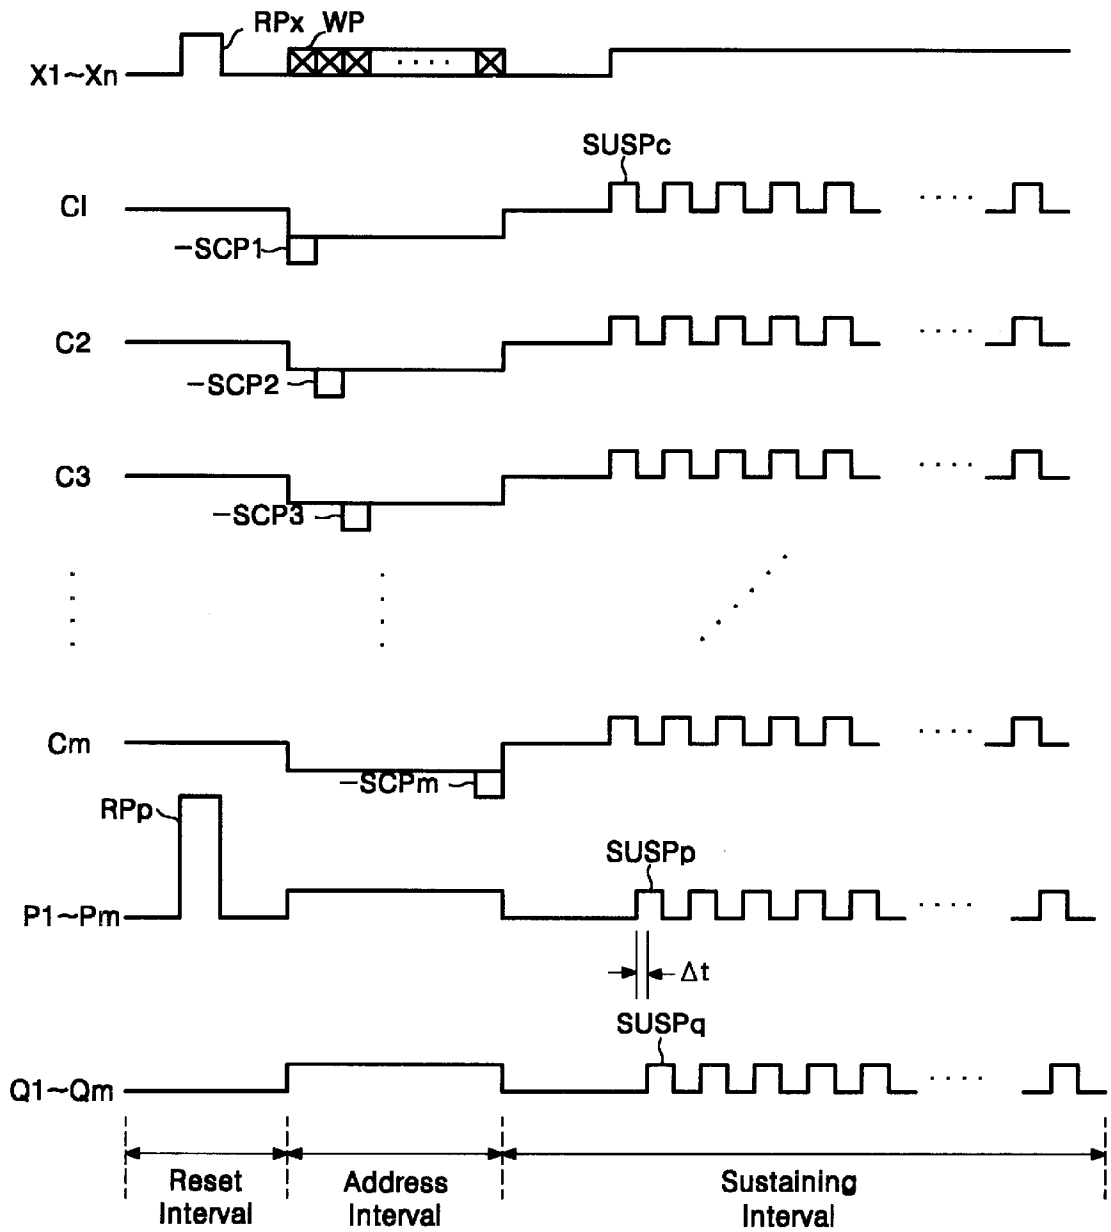 RPx WP
X1~Xn
SUSPc
Cl
-SCP1
C2
-SCP2
C3
-SCP3
Cm
-SCPm
RPp
SUSPp
P1~Pm
Δt
SUSPq
Q1~Qm
Reset
Interval
Address
Interval
Sustaining
Interval